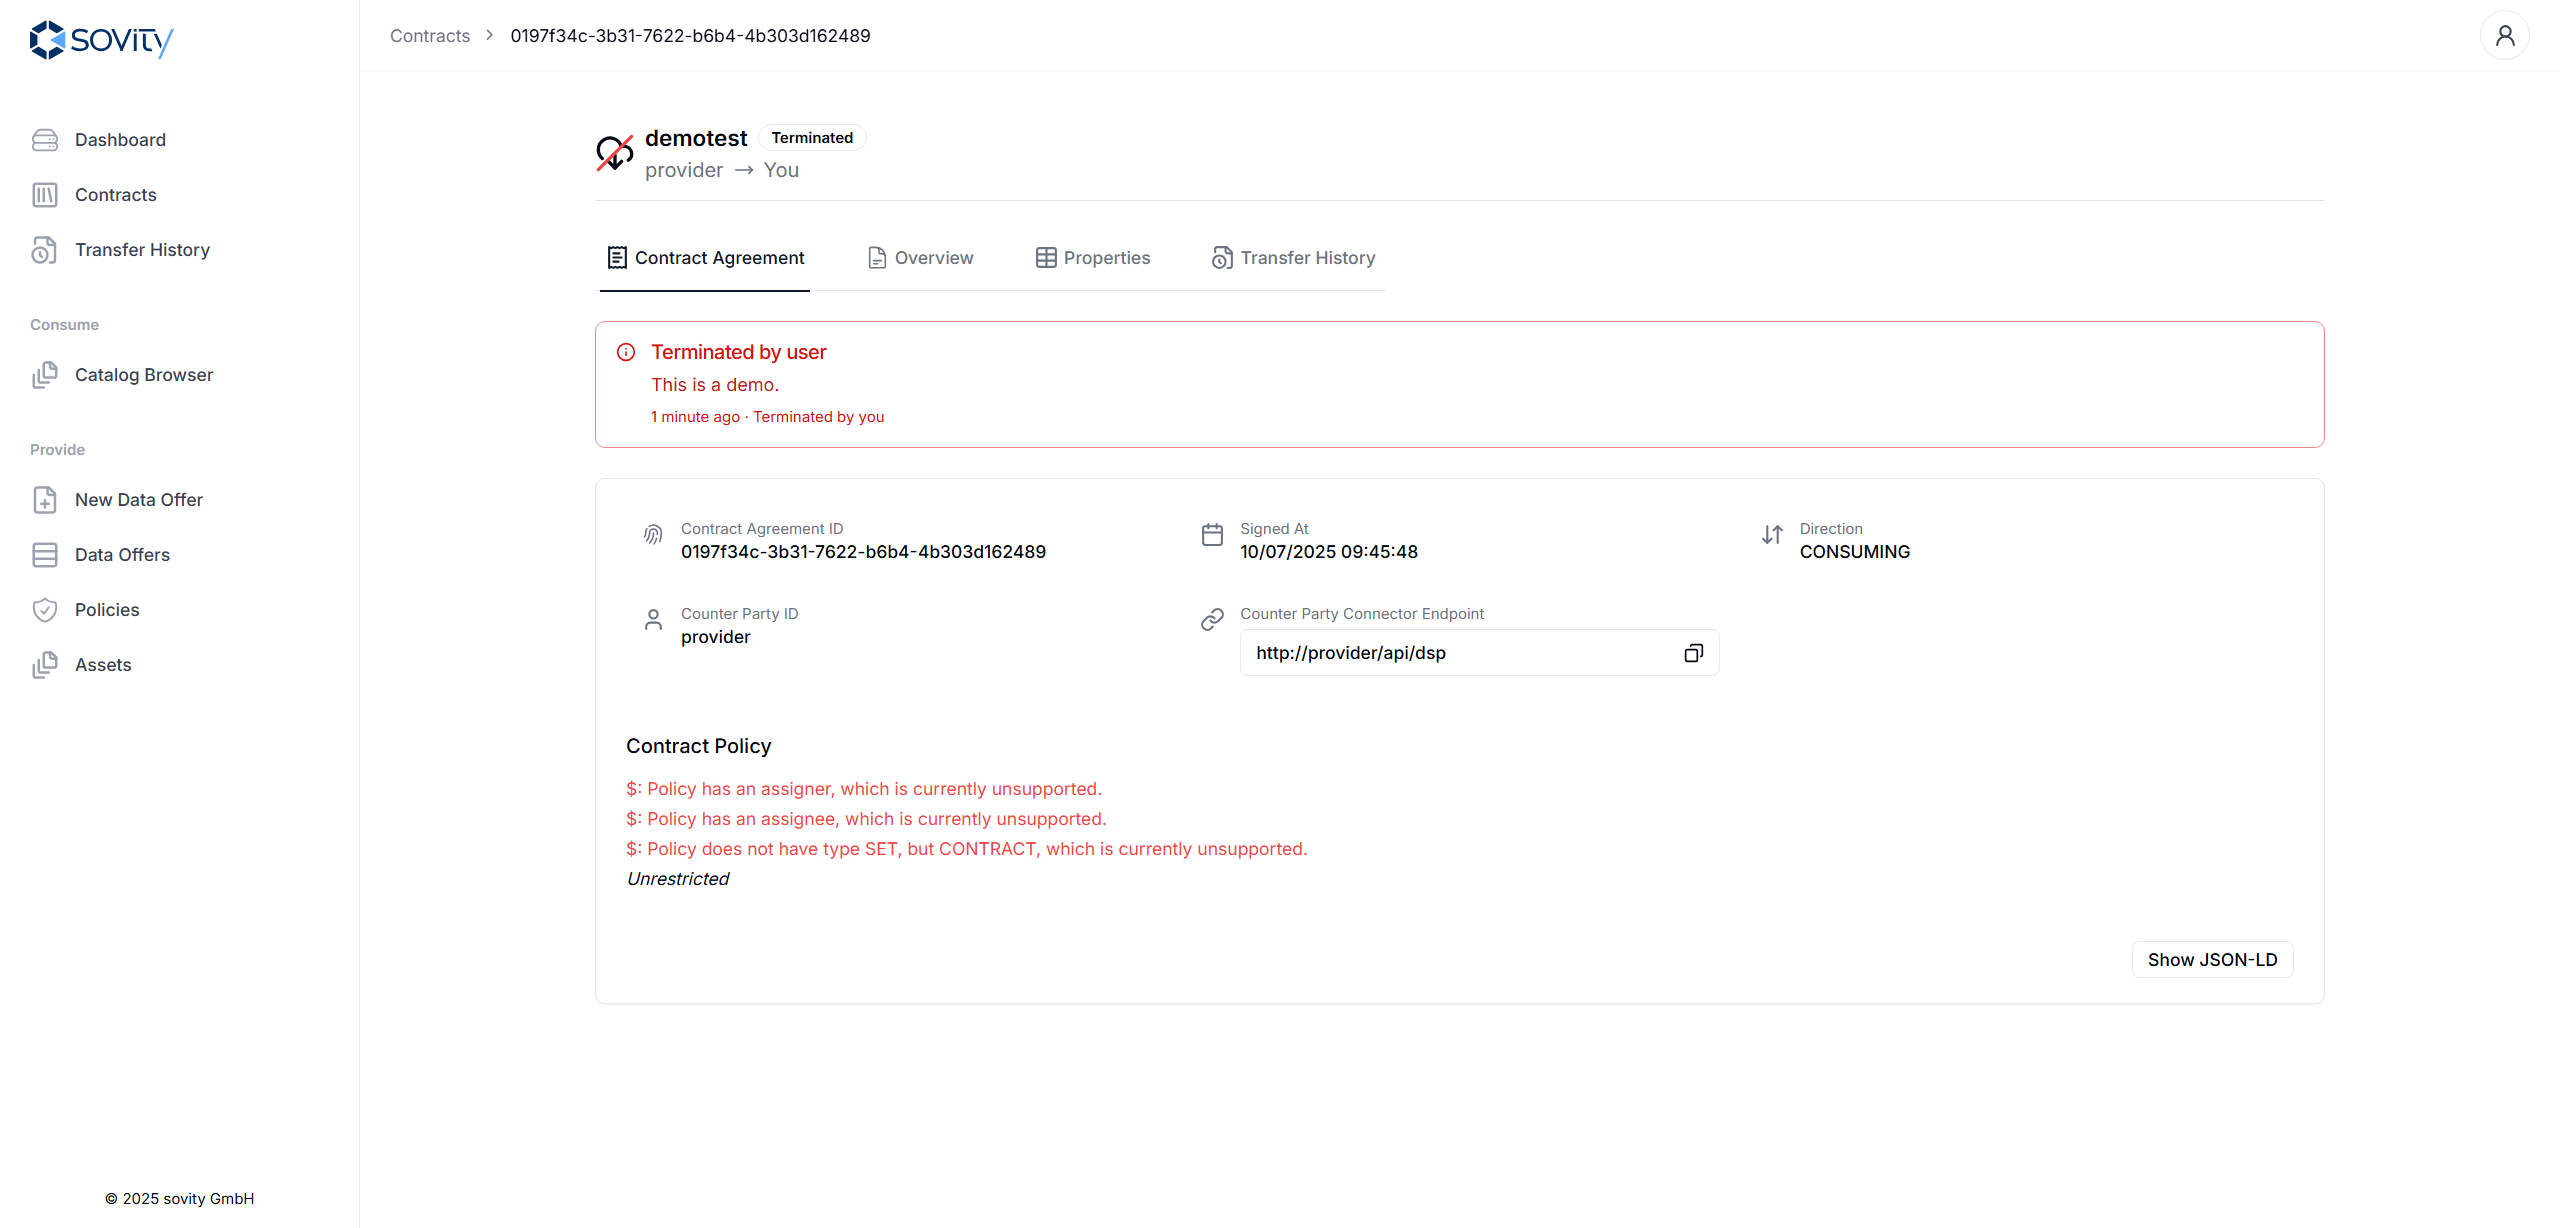 sovity
Contracts > 0197f34c-3b31-7622-b6b4-4b303d162489
Dashboard
Contracts
Transfer History
Consume
Catalog Browser
Provide
New Data Offer
Data Offers
Policies
Assets
© 2025 sovity GmbH
demotest Terminated
provider → You
Contract Agreement Overview Properties Transfer History
Terminated by user
This is a demo.
1 minute ago · Terminated by you
Contract Agreement ID
0197f34c-3b31-7622-b6b4-4b303d162489
Signed At
10/07/2025 09:45:48
Direction
CONSUMING
Counter Party ID
provider
Counter Party Connector Endpoint
http://provider/api/dsp
Contract Policy
$: Policy has an assigner, which is currently unsupported.
$: Policy has an assignee, which is currently unsupported.
$: Policy does not have type SET, but CONTRACT, which is currently unsupported.
Unrestricted
Show JSON-LD